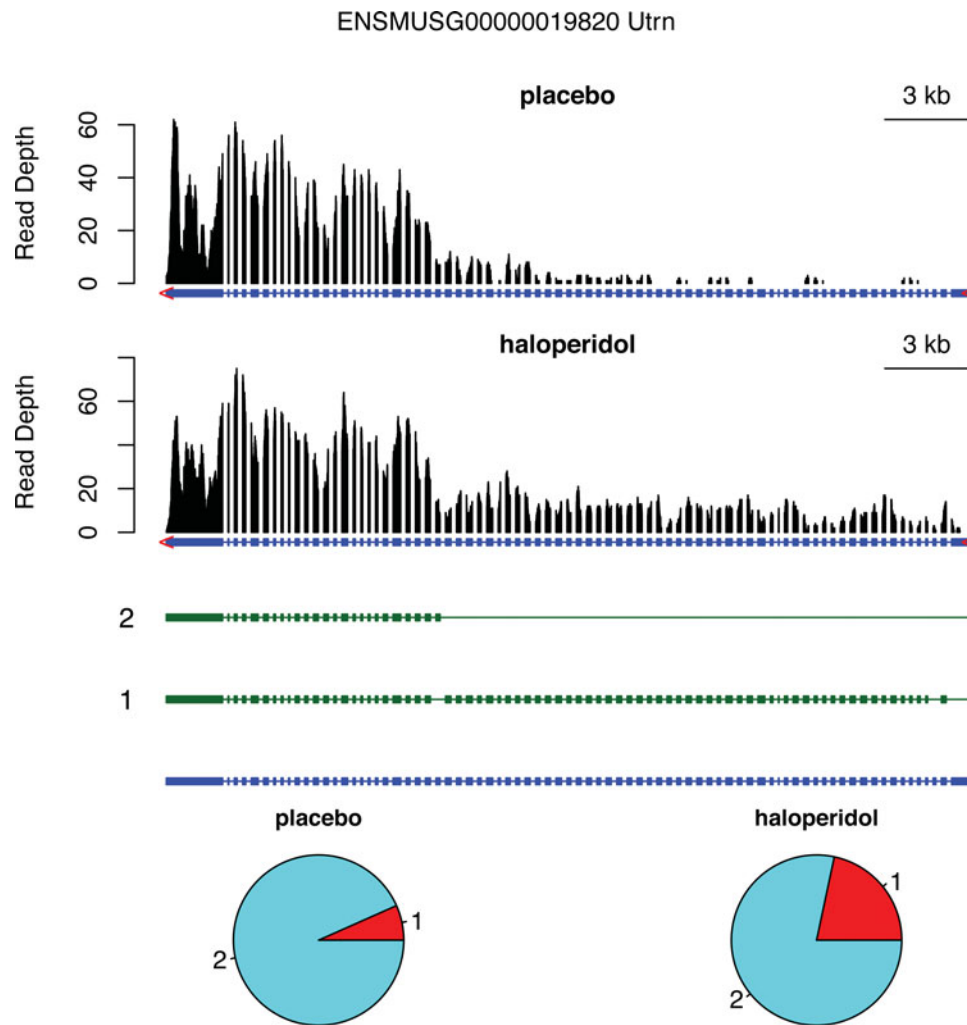 ENSMUSG00000019820 Utrn
placebo
3 kb
Read Depth
60
40
20
0
haloperidol
3 kb
Read Depth
60
20
0
2
1
placebo
haloperidol
1
2
1
2